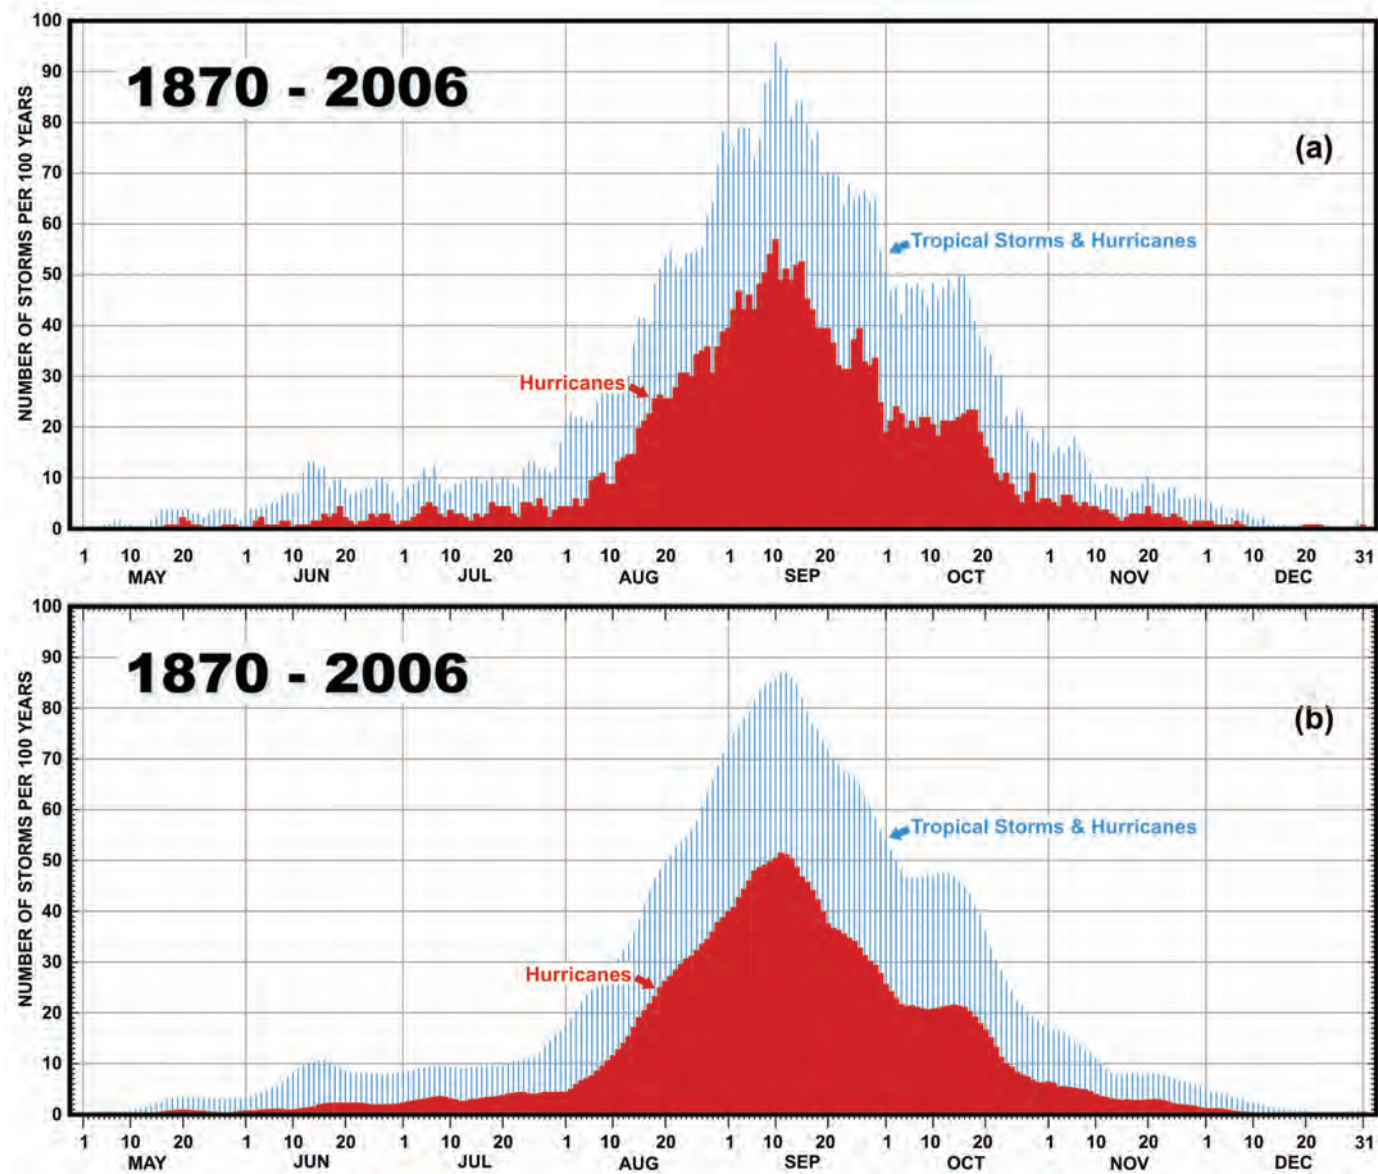 100
90
80
70
60
50
40
30
20
10
0
NUMBER OF STORMS PER 100 YEARS
1870 - 2006
(a)
Tropical Storms & Hurricanes
Hurricanes
1 10 20 1 10 20 1 10 20 1 10 20 1 10 20 1 10 20 1 10 20 1 10 20 31
MAY JUN JUL AUG SEP OCT NOV DEC
100
90
80
70
60
50
40
30
20
10
0
NUMBER OF STORMS PER 100 YEARS
1870 - 2006
(b)
Tropical Storms & Hurricanes
Hurricanes
1 10 20 1 10 20 1 10 20 1 10 20 1 10 20 1 10 20 1 10 20 1 10 20 31
MAY JUN JUL AUG SEP OCT NOV DEC